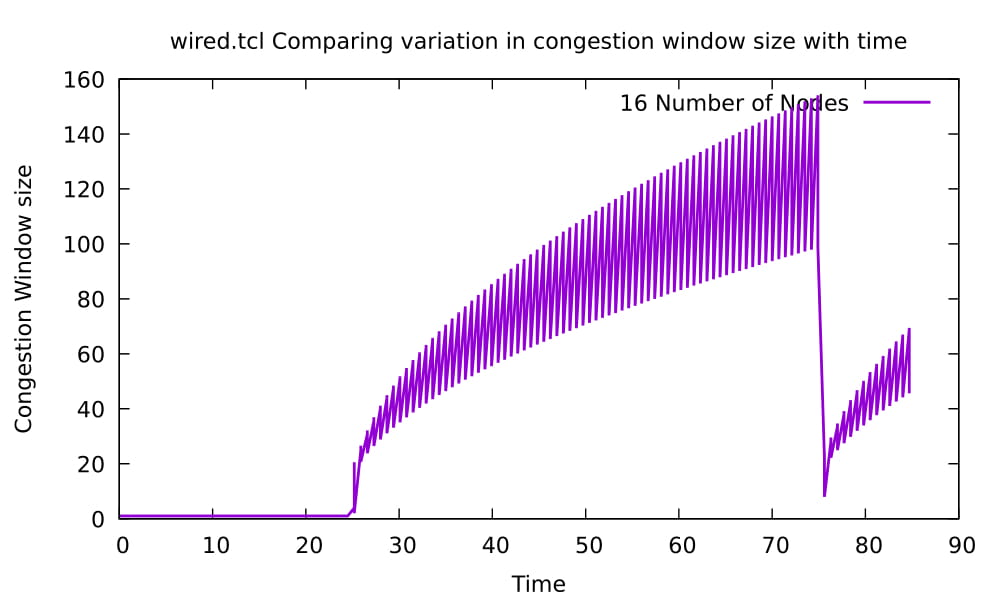 wired.tcl Comparing variation in congestion window size with time
160
140
120
100
80
60
40
20
0
Congestion Window size
16 Number of Nodes
0 10 20 30 40 50 60 70 80 90
Time